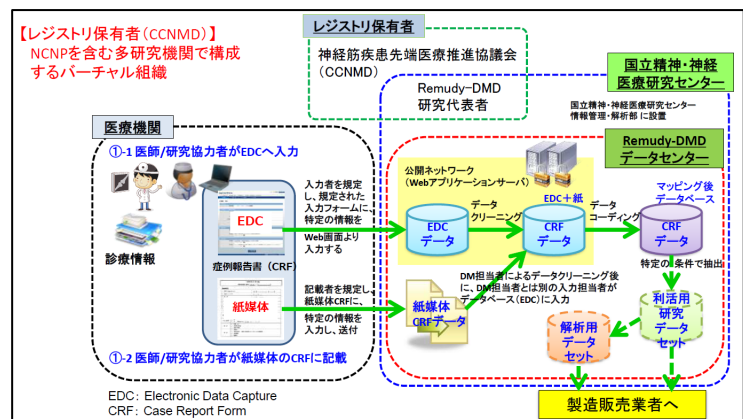 【レジストリ保有者(CCNMD)】
NCNPを含む多研究機関で構成
するバーチャル組織
レジストリ保有者
神経筋疾患先端医療推進協議会
(CCNMD)
Remudy-DMD
研究代表者
国立精神・神経
医療研究センター
国立精神・神経医療研究センター
情報管理・解析部 に設置
Remudy-DMD
データセンター
医療機関
①-1 医師/研究協力者がEDCへ入力
診療情報
EDC
症例報告書(CRF)
紙媒体
①-2 医師/研究協力者が紙媒体のCRFに記載
入力者を規定
し、規定された
入力フォームに、
特定の情報を
Web画面より
入力する
記載者を規定し、
紙媒体CRFに、
特定の情報を
入力し、送付
公開ネットワーク
(Webアプリケーションサーバ)
EDC
データ
データ
クリーニング
EDC+紙
CRF
データ
データ
コーディング
マッピング後
データベース
CRF
データ
特定の 条件で抽出
DM担当者によるデータクリーニング後
に、DM担当者とは別の入力担当者が
データベース(EDC)に入力
紙媒体
CRFデータ
利活用
研究
データ
セット
解析用
データ
セット
製造販売業者へ
EDC: Electronic Data Capture
CRF: Case Report Form